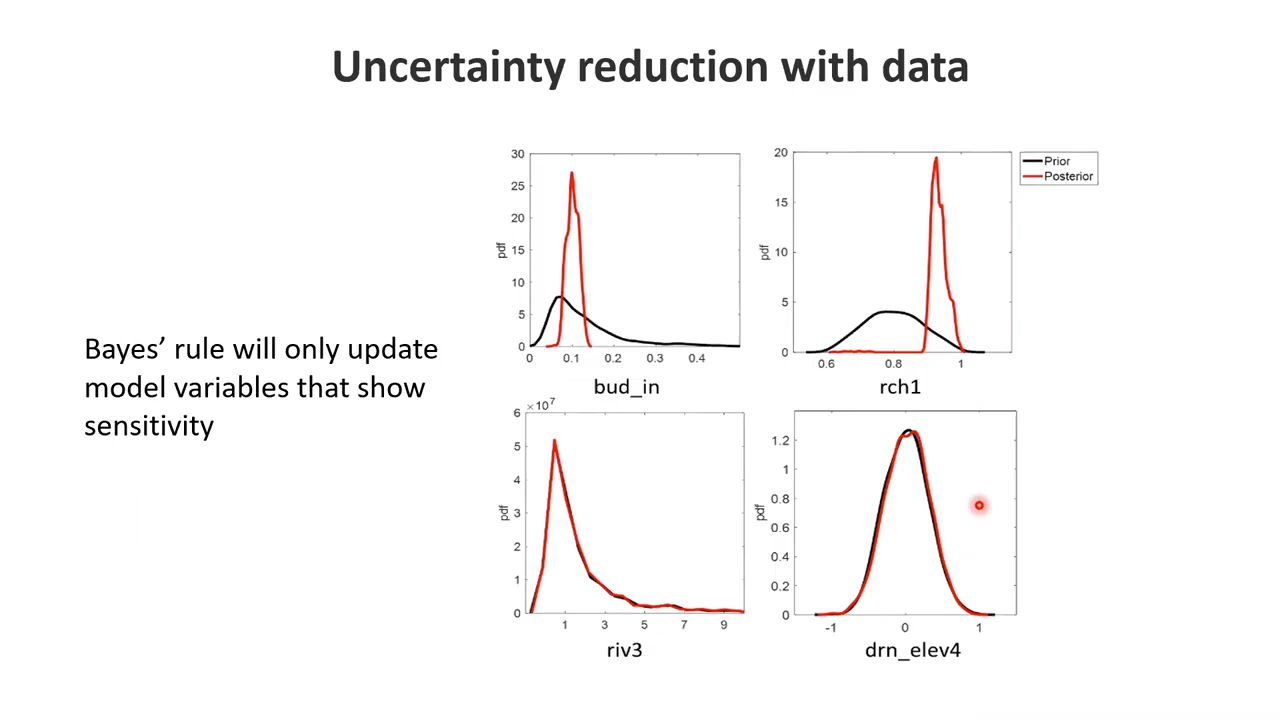 Uncertainty reduction with data
Bayes’ rule will only update
model variables that show
sensitivity
30
25
20
15
10
5
0
pdf
0 0.1 0.2 0.3 0.4
bud_in
20
15
10
5
0
pdf
0.6 0.8 1
rch1
Prior
Posterior
×10⁷
6
5
4
3
2
1
0
pdf
1 3 5 7 9
riv3
1.2
1
0.8
0.6
0.4
0.2
0
pdf
-1 0 1
drn_elev4